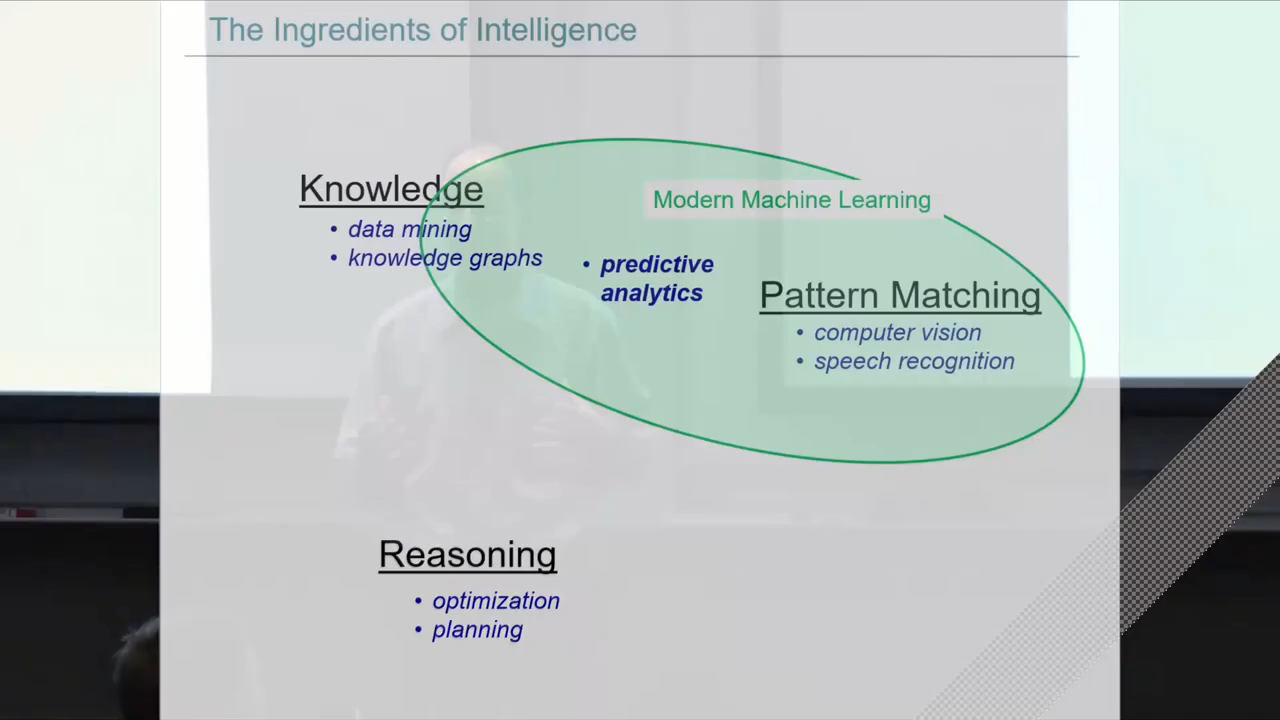 The Ingredients of Intelligence
Knowledge
• data mining
• knowledge graphs
Modern Machine Learning
• predictive
analytics
Pattern Matching
• computer vision
• speech recognition
Reasoning
• optimization
• planning